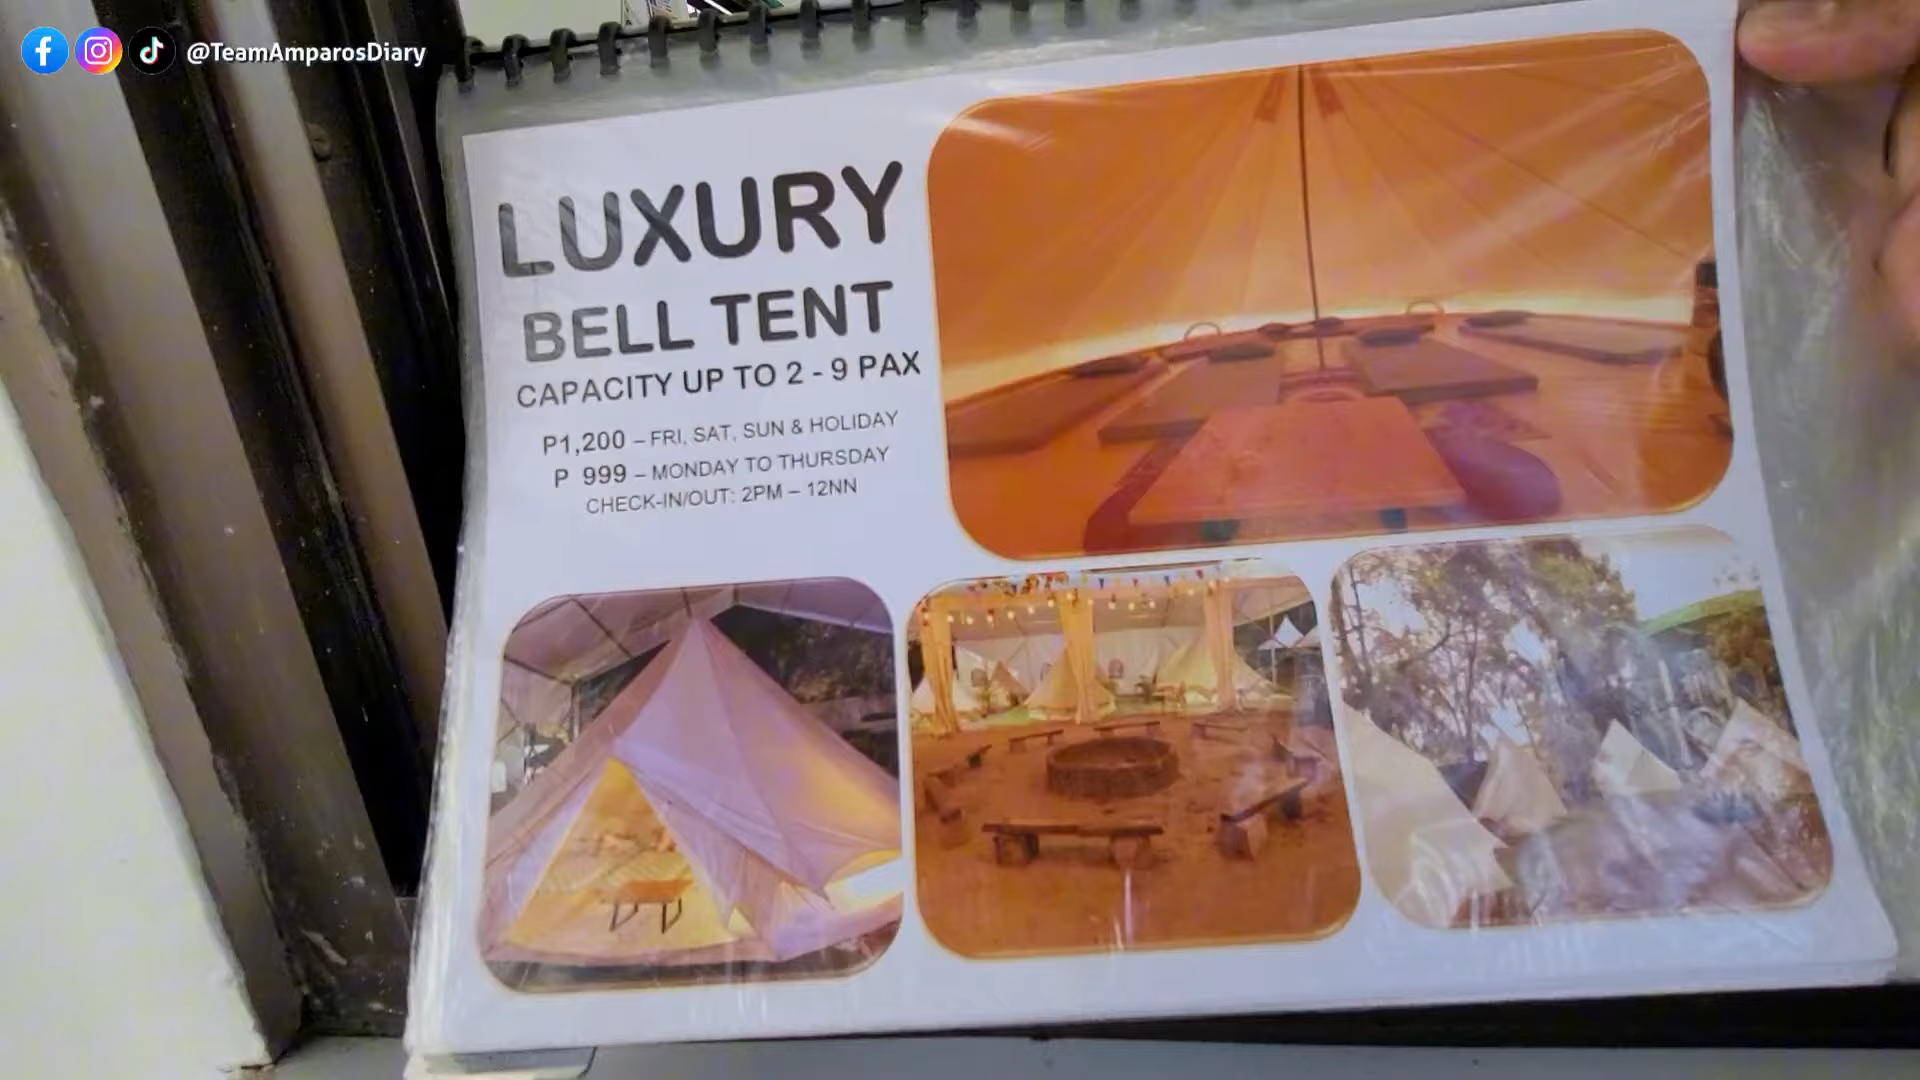 @TeamAmparosDiary
LUXURY
BELL TENT
CAPACITY UP TO 2 - 9 PAX
P1,200 – FRI, SAT, SUN & HOLIDAY
P 999 – MONDAY TO THURSDAY
CHECK-IN/OUT: 2PM – 12NN